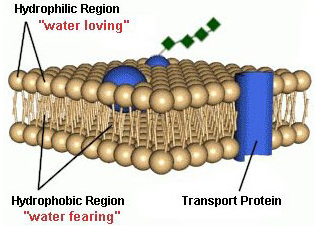 Hydrophilic Region
"water loving"
Hydrophobic Region
"water fearing"
Transport Protein